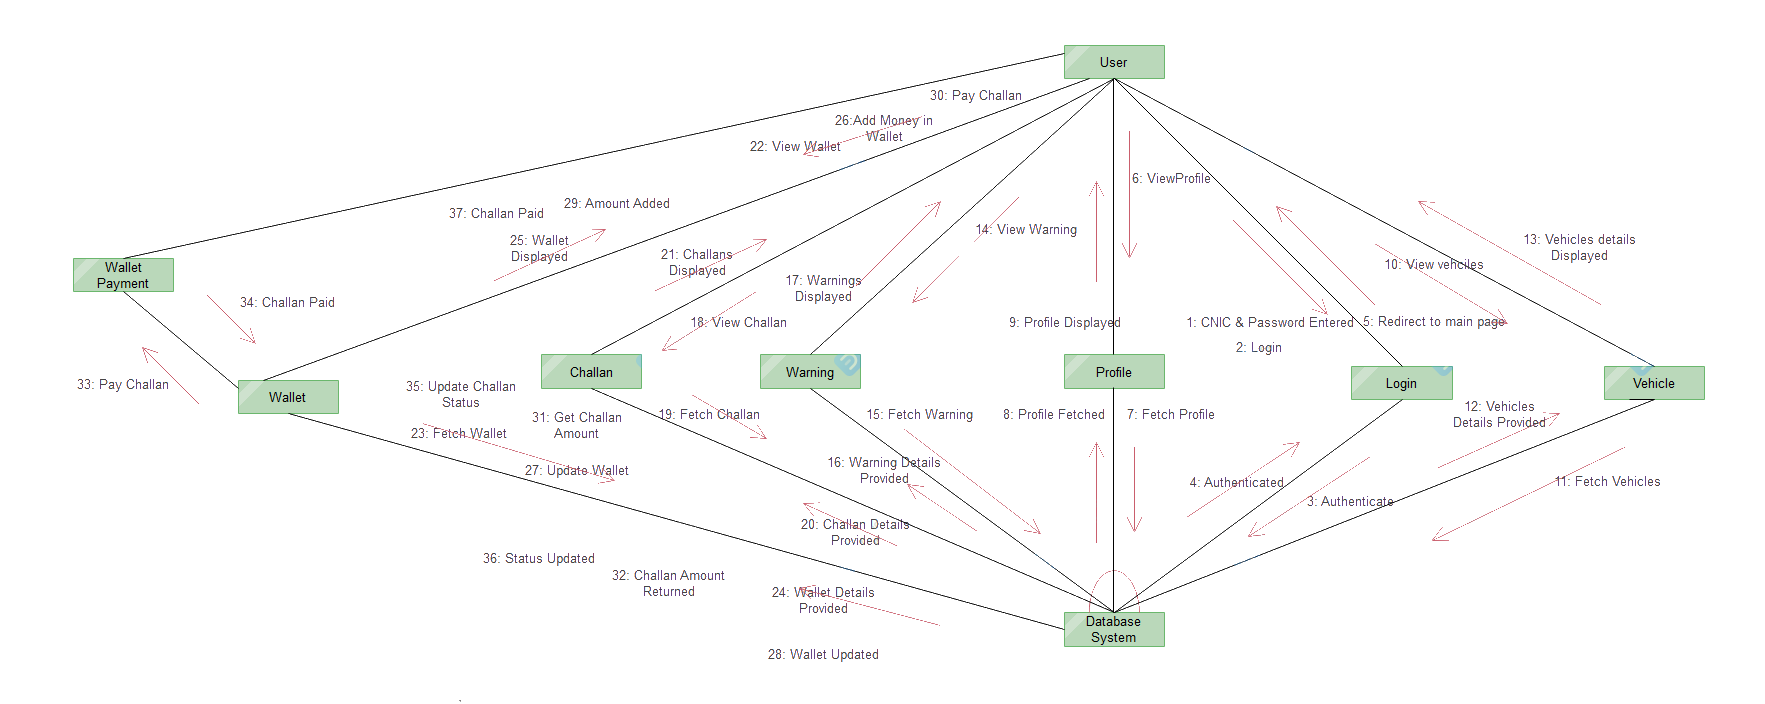 User
30: Pay Challan
26:Add Money in
Wallet
22: View Wallet
6: ViewProfile
29: Amount Added
37: Challan Paid
14: View Warning
25: Wallet
Displayed
21: Challans
Displayed
13: Vehicles details
Displayed
10: View vehciles
Wallet
Payment
17: Warnings
Displayed
34: Challan Paid
18: View Challan
9: Profile Displayed
1: CNIC & Password Entered
5: Redirect to main page
2: Login
33: Pay Challan
Wallet
Challan
Warning
Profile
Login
Vehicle
35: Update Challan
Status
31: Get Challan
Amount
19: Fetch Challan
15: Fetch Warning
8: Profile Fetched
7: Fetch Profile
12: Vehicles
Details Provided
23: Fetch Wallet
27: Update Wallet
16: Warning Details
Provided
4: Authenticated
3: Authenticate
11: Fetch Vehicles
20: Challan Details
Provided
36: Status Updated
32: Challan Amount
Returned
24: Wallet Details
Provided
Database
System
28: Wallet Updated